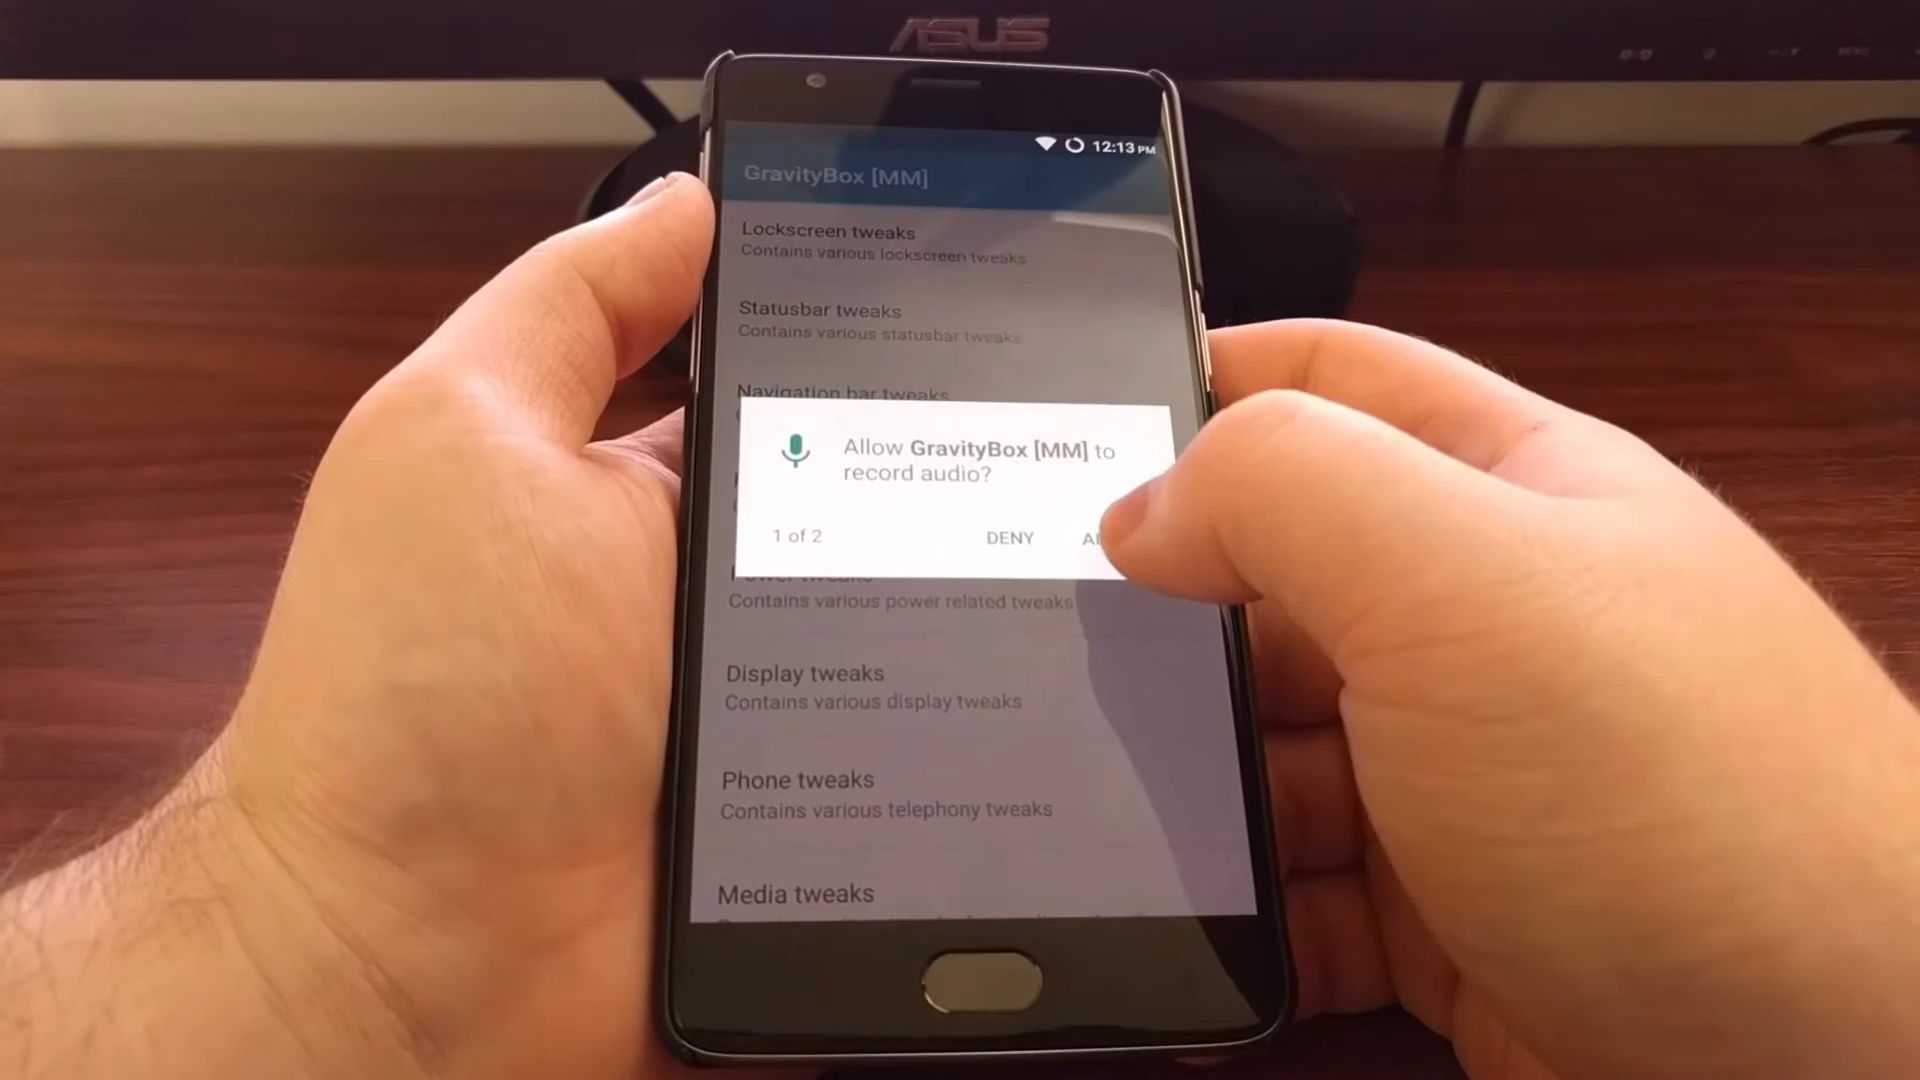 ASUS
MENU
12:13 PM
GravityBox [MM]
Lockscreen tweaks
Contains various lockscreen tweaks
Statusbar tweaks
Contains various statusbar tweaks
Navigation bar tweaks
Allow GravityBox [MM] to
record audio?
1 of 2
DENY
Power tweaks
Contains various power related tweaks
Display tweaks
Contains various display tweaks
Phone tweaks
Contains various telephony tweaks
Media tweaks